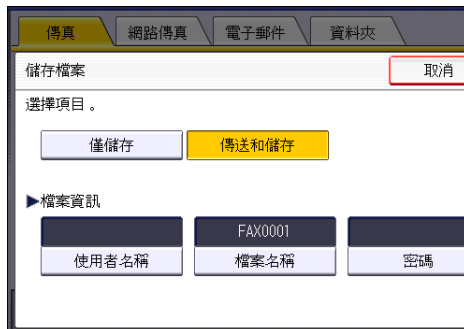 傳真 網路傳真 電子郵件 資料夾
儲存檔案 取消
選擇項目。
僅儲存 傳送和儲存
▶檔案資訊
FAX0001
使用者名稱 檔案名稱 密碼